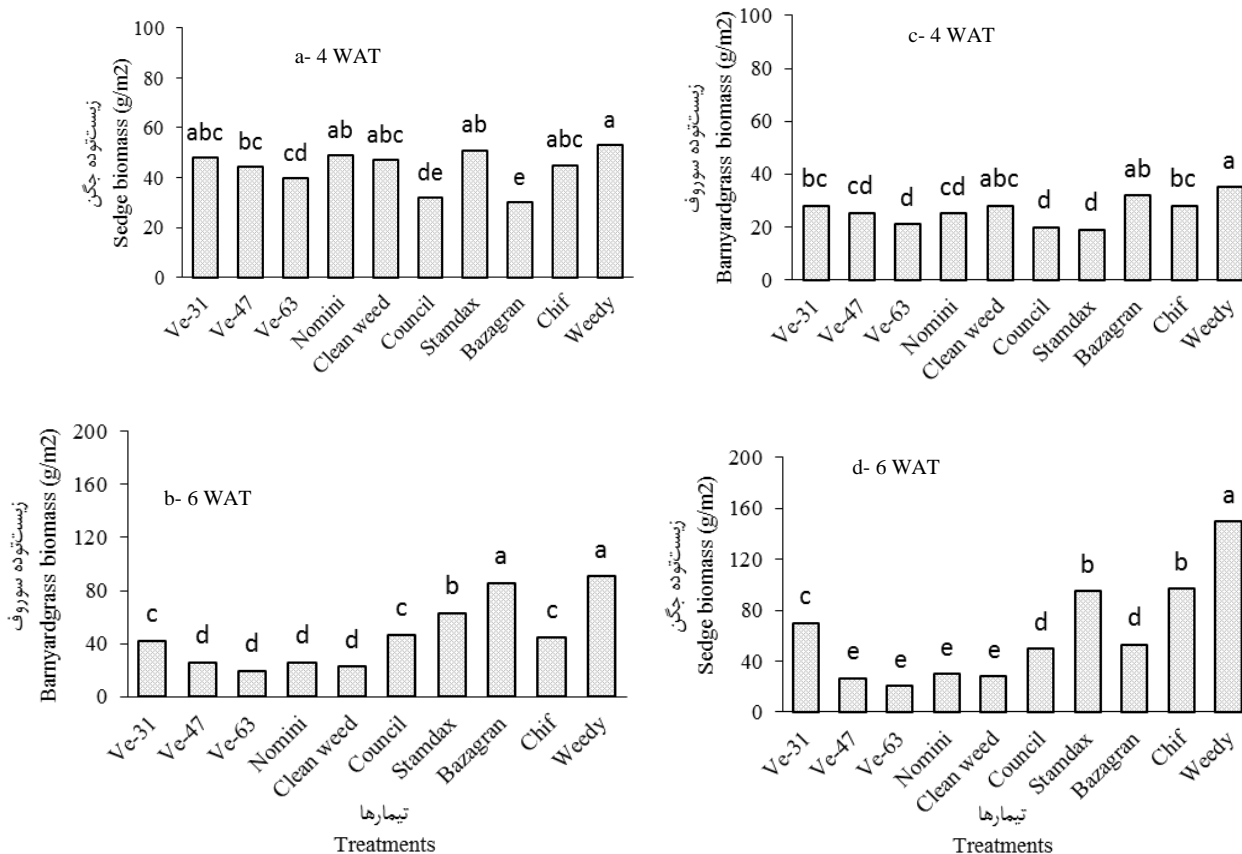 a- 4 WAT
زیست‌توده جگن
Sedge biomass (g/m2)
100
80
60
40
20
0
abc
bc
cd
ab
abc
de
ab
e
abc
a
Ve-31
Ve-47
Ve-63
Nomini
Clean weed
Council
Stamdax
Bazagran
Chif
Weedy
c- 4 WAT
زیست‌توده سوروف
Barnyardgrass biomass (g/m2)
100
80
60
40
20
0
bc
cd
d
cd
abc
d
d
ab
bc
a
Ve-31
Ve-47
Ve-63
Nomini
Clean weed
Council
Stamdax
Bazagran
Chif
Weedy
b- 6 WAT
زیست‌توده سوروف
Barnyardgrass biomass (g/m2)
200
160
120
80
40
0
c
d
d
d
d
c
b
a
c
a
Ve-31
Ve-47
Ve-63
Nomini
Clean weed
Council
Stamdax
Bazagran
Chif
Weedy
تیمارها
Treatments
d- 6 WAT
زیست‌توده جگن
Sedge biomass (g/m2)
200
160
120
80
40
0
c
e
e
e
e
d
b
d
b
a
Ve-31
Ve-47
Ve-63
Nomini
Clean weed
Council
Stamdax
Bazagran
Chif
Weedy
تیمارها
Treatments